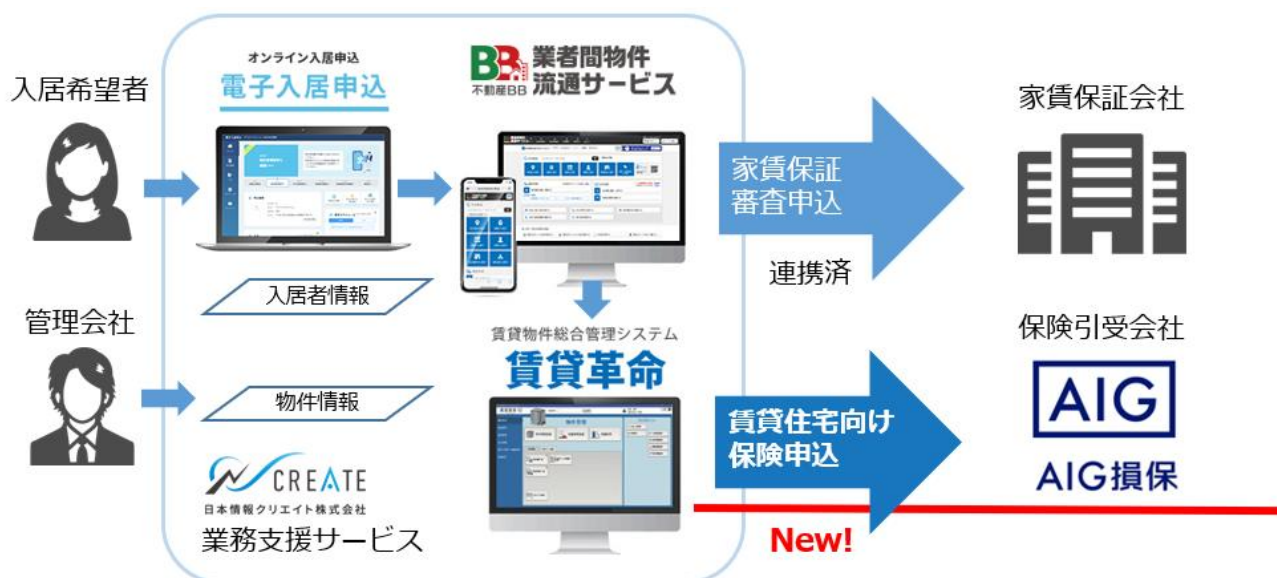 入居希望者
オンライン入居申込
電子入居申込
BB
不動産BB
業者間物件
流通サービス
家賃保証
審査申込
連携済
家賃保証会社
入居者情報
管理会社
物件情報
賃貸物件総合管理システム
賃貸革命
物件管理
賃貸住宅向け
保険申込
New!
保険引受会社
AIG
AIG損保
CREATE
日本情報クリエイト株式会社
業務支援サービス